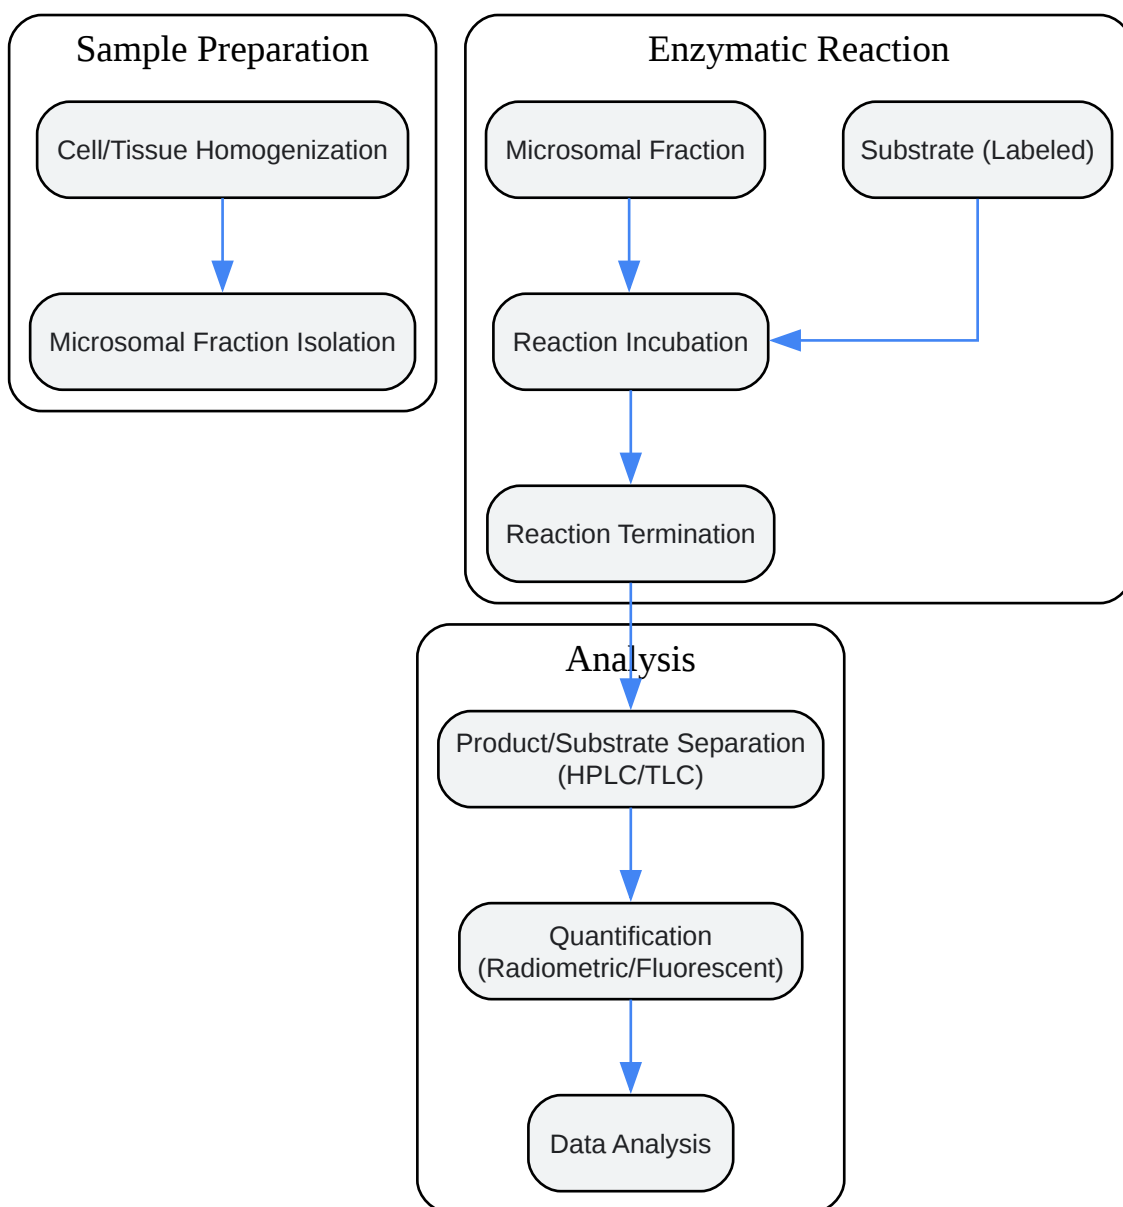 Sample Preparation
Cell/Tissue Homogenization
Microsomal Fraction Isolation
Enzymatic Reaction
Microsomal Fraction
Substrate (Labeled)
Reaction Incubation
Reaction Termination
Analysis
Product/Substrate Separation
(HPLC/TLC)
Quantification
(Radiometric/Fluorescent)
Data Analysis